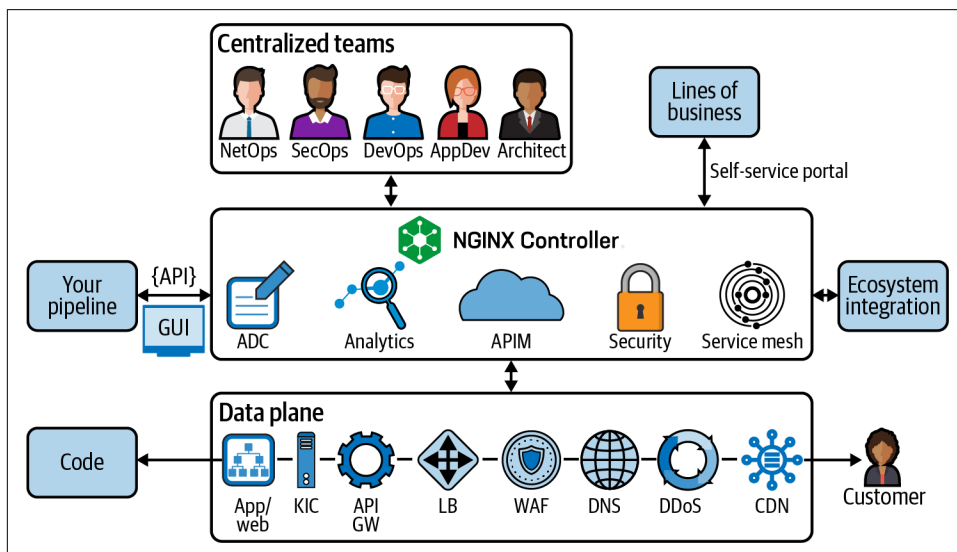 Centralized teams
NetOps SecOps DevOps AppDev Architect
Lines of
business
Self-service portal
NGINX Controller
Your
pipeline
{API}
GUI
ADC Analytics APIM Security Service mesh
Ecosystem
integration
Data plane
Code
App/
web
KIC
API
GW
LB
WAF
DNS
DDoS
CDN
Customer